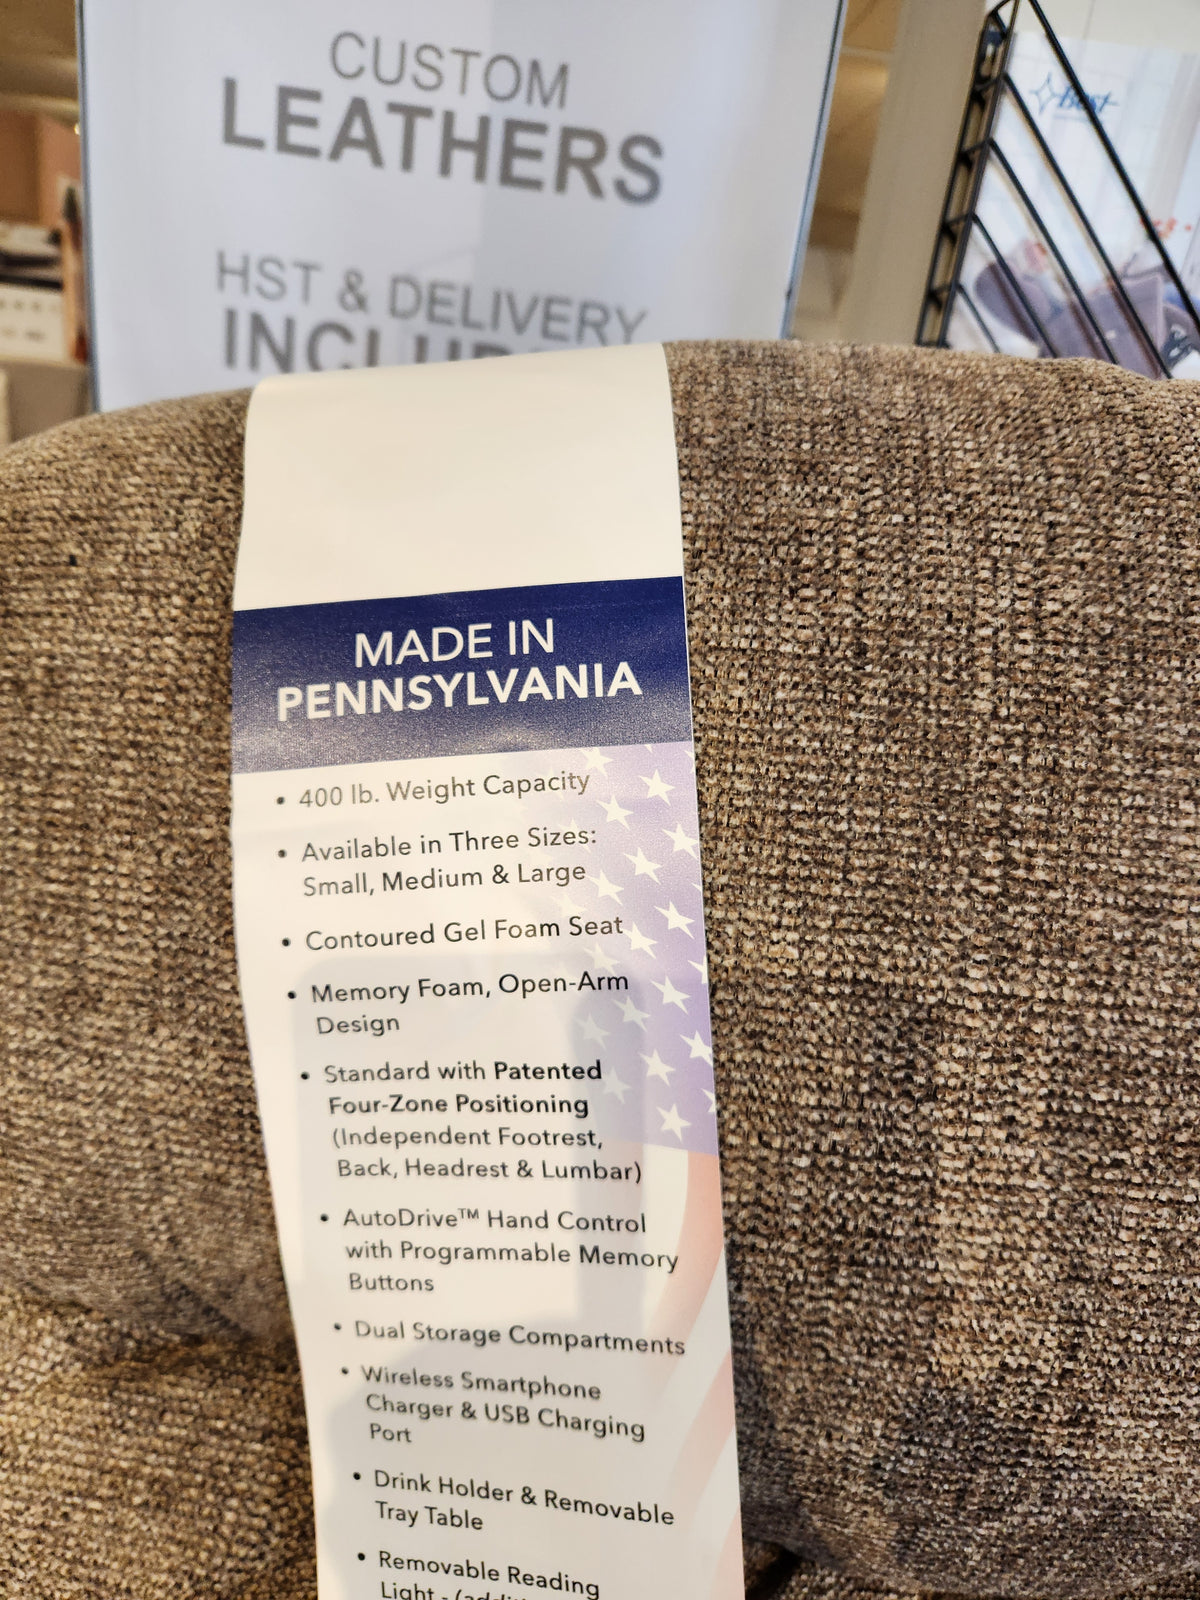 CUSTOM
LEATHERS
HST & DELIVERY
Best
MADE IN
PENNSYLVANIA
• 400 lb. Weight Capacity
• Available in Three Sizes:
Small, Medium & Large
• Contoured Gel Foam Seat
• Memory Foam, Open-Arm
Design
• Standard with Patented
Four-Zone Positioning
(Independent Footrest,
Back, Headrest & Lumbar)
• AutoDrive™ Hand Control
with Programmable Memory
Buttons
• Dual Storage Compartments
• Wireless Smartphone
Charger & USB Charging
Port
• Drink Holder & Removable
Tray Table
• Removable Reading
Light -